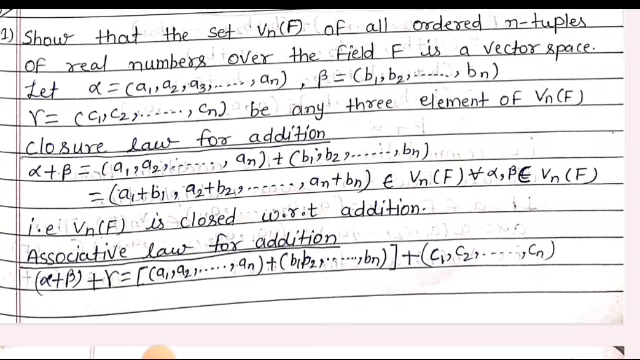 1) Show that the set Vn(F) of all ordered n-tuples
of real numbers over the field F is a vector space.
Let α = (a₁, a₂, a₃, ......, an) , β = (b₁, b₂, ......, bn)
γ = (c₁, c₂, ......, cn) be any three element of Vn(F)
closure law for addition
α+β = (a₁, a₂, ......, an) + (b₁, b₂, ......, bn)
= (a₁+b₁, a₂+b₂, ......, an+bn) ∈ Vn(F) ∀ α, β ∈ Vn(F)
i.e. Vn(F) is closed w.r.t addition.
Associative law for addition
(α+β) + γ = [(a₁, a₂, ......, an) + (b₁, b₂, ......, bn)] + (c₁, c₂, ......, cn)